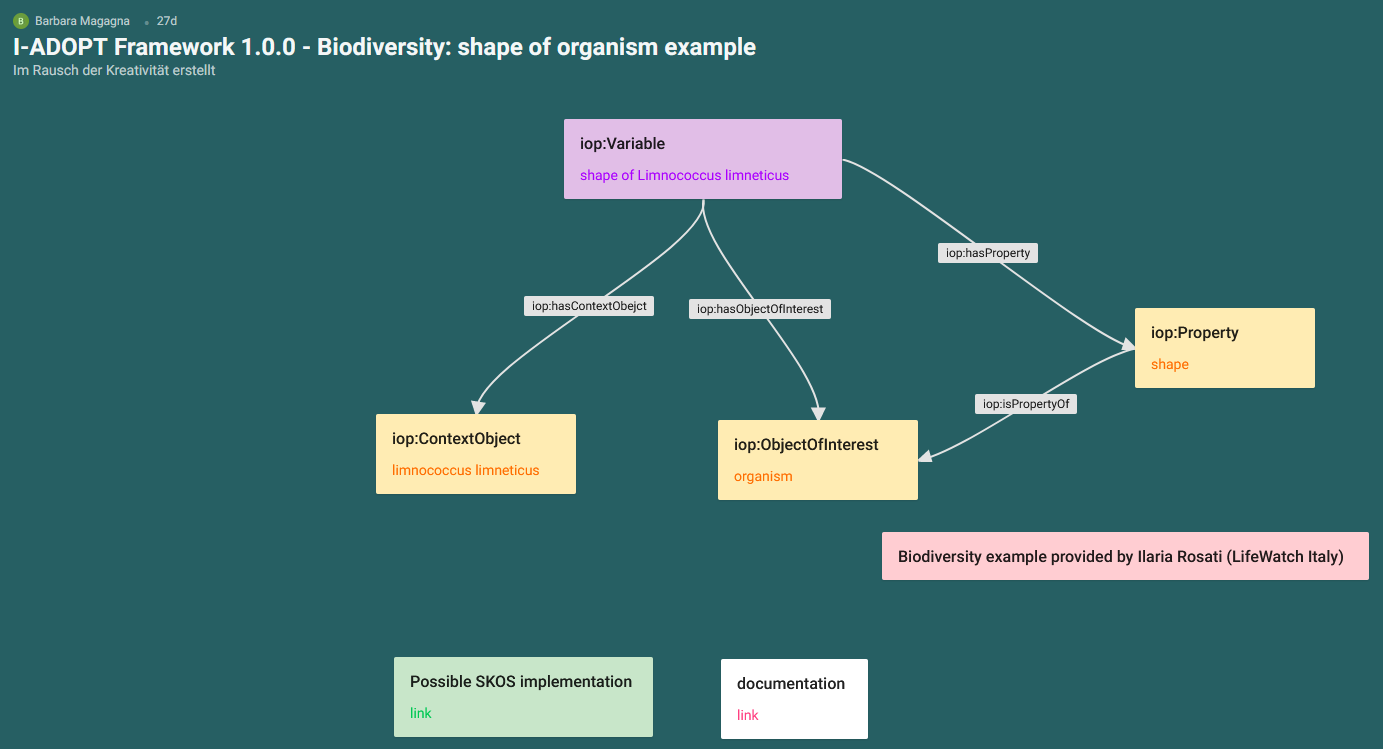 B Barbara Magagna • 27d
I-ADOPT Framework 1.0.0 - Biodiversity: shape of organism example
Im Rausch der Kreativität erstellt
iop:Variable
shape of Limnococcus limneticus
iop:hasProperty
iop:hasContextObejct
iop:hasObjectOfInterest
iop:Property
shape
iop:isPropertyOf
iop:ContextObject
limnococcus limneticus
iop:ObjectOfInterest
organism
Biodiversity example provided by Ilaria Rosati (LifeWatch Italy)
Possible SKOS implementation
link
documentation
link